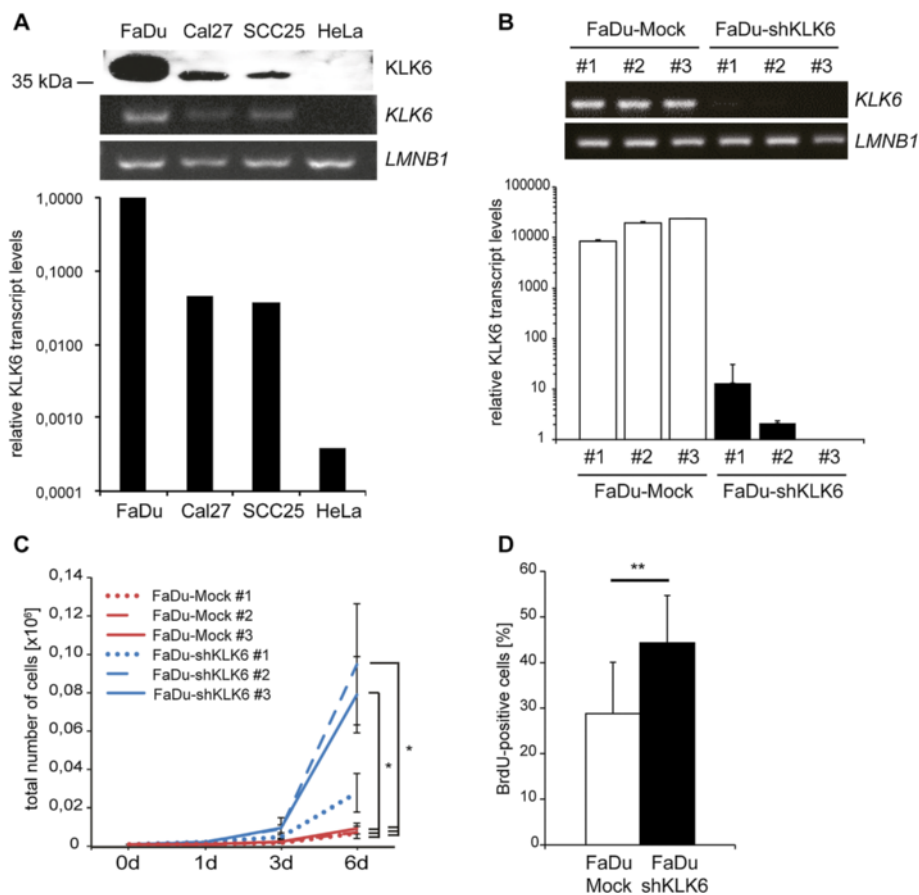 A
FaDu Cal27 SCC25 HeLa
35 kDa
KLK6
KLK6
LMNB1
relative KLK6 transcript levels
1,0000
0,1000
0,0100
0,0010
0,0001
FaDu Cal27 SCC25 HeLa
B
FaDu-Mock FaDu-shKLK6
#1 #2 #3 #1 #2 #3
KLK6
LMNB1
relative KLK6 transcript levels
100000
10000
1000
100
10
1
#1 #2 #3 #1 #2 #3
FaDu-Mock FaDu-shKLK6
C
total number of cells [x10⁶]
0,14
0,12
0,10
0,08
0,06
0,04
0,02
0
FaDu-Mock #1
FaDu-Mock #2
FaDu-Mock #3
FaDu-shKLK6 #1
FaDu-shKLK6 #2
FaDu-shKLK6 #3
*
*
0d 1d 3d 6d
D
BrdU-positive cells [%]
60
50
40
30
20
10
0
**
FaDu FaDu
Mock shKLK6